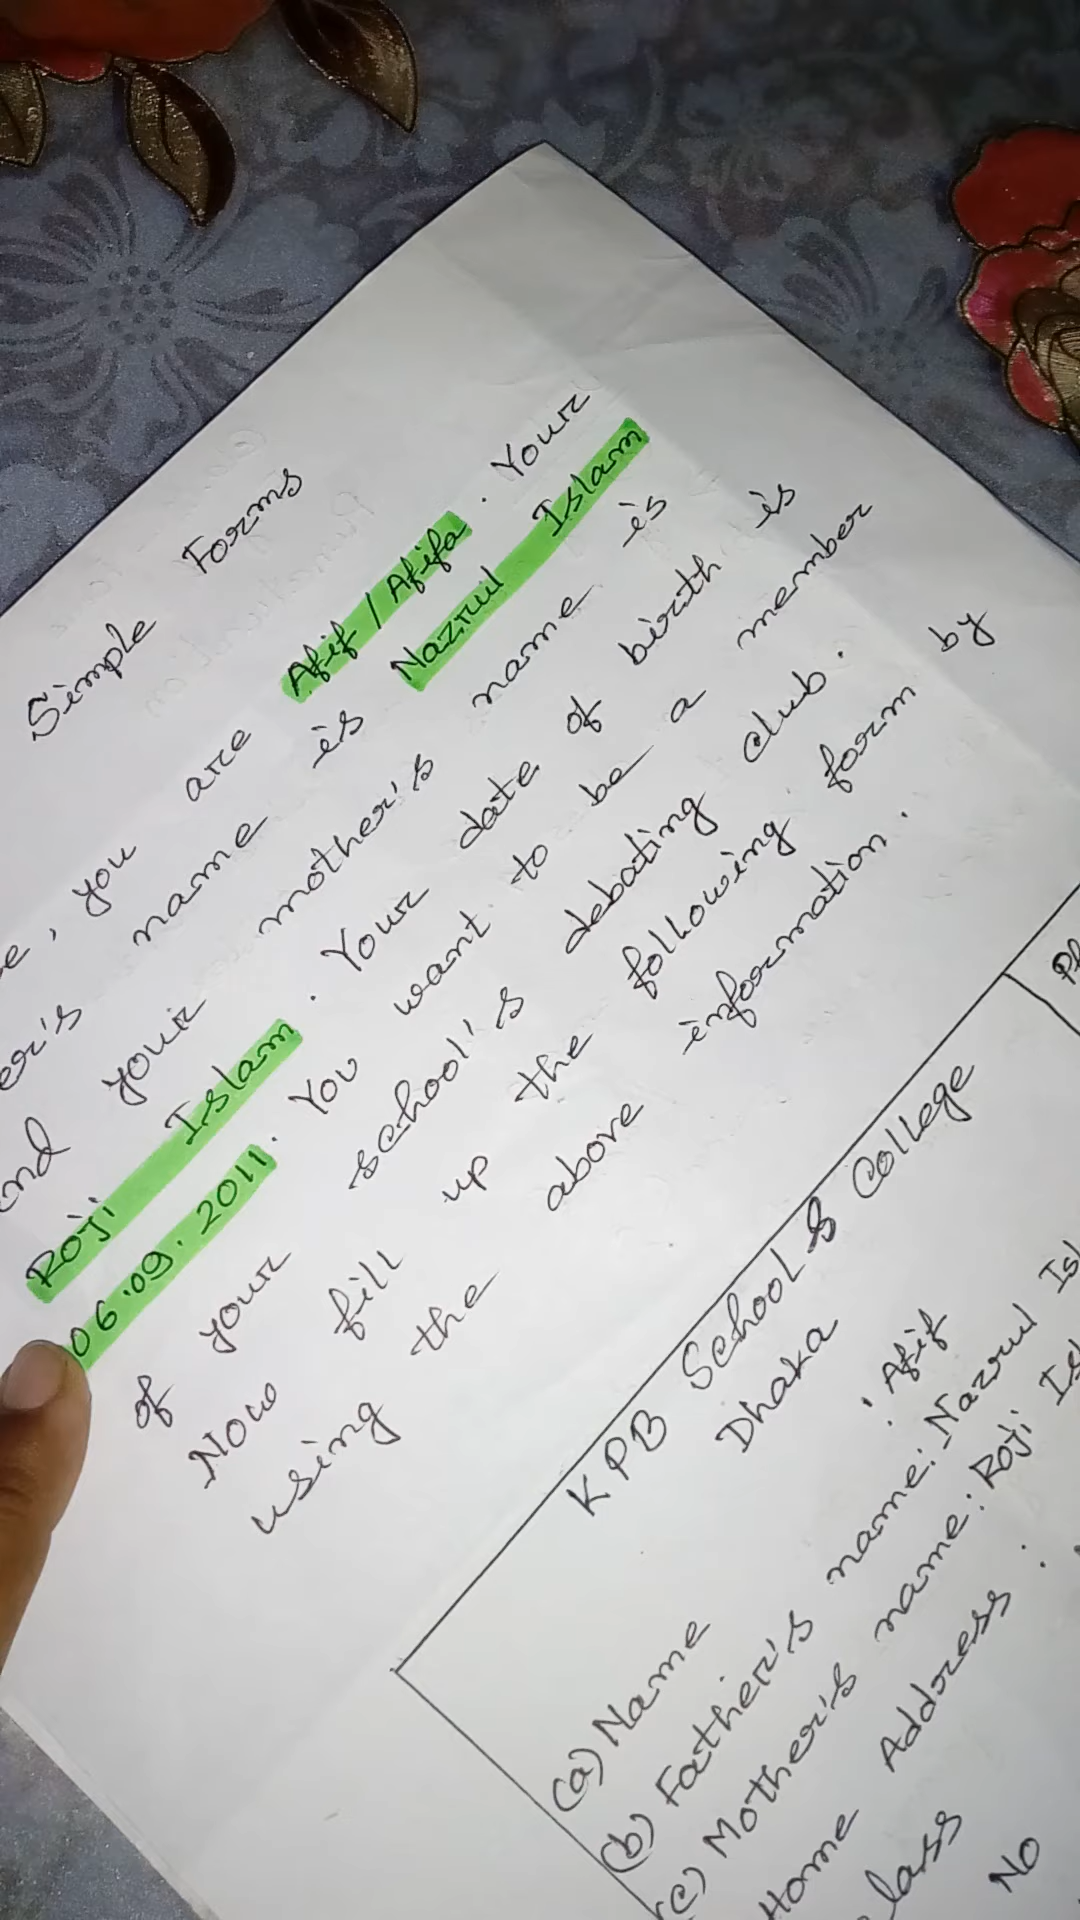 Simple Forms
you are Afif / Afifa. Your
name is Nazrul Islam
your mother's name is
Roji Islam. Your date of birth is
06.09.2011. You want to be a member
of your school's debating club.
Now fill up the following form by
using the above information.
KPB School & College
Dhaka
(a) Name : Afif
(b) Father's name: Nazrul
(c) Mother's name: Roji
Home Address :
No